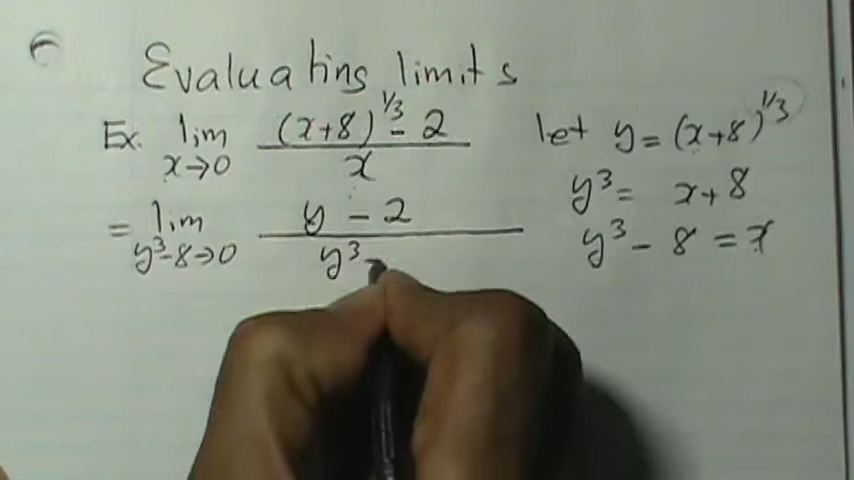 Evaluating limits
Ex. lim x→0 (x+8)^1/3 - 2 / x
let y = (x+8)^1/3
y³ = x+8
y³ - 8 = x
= lim y³-8→0 y - 2 / y³ -